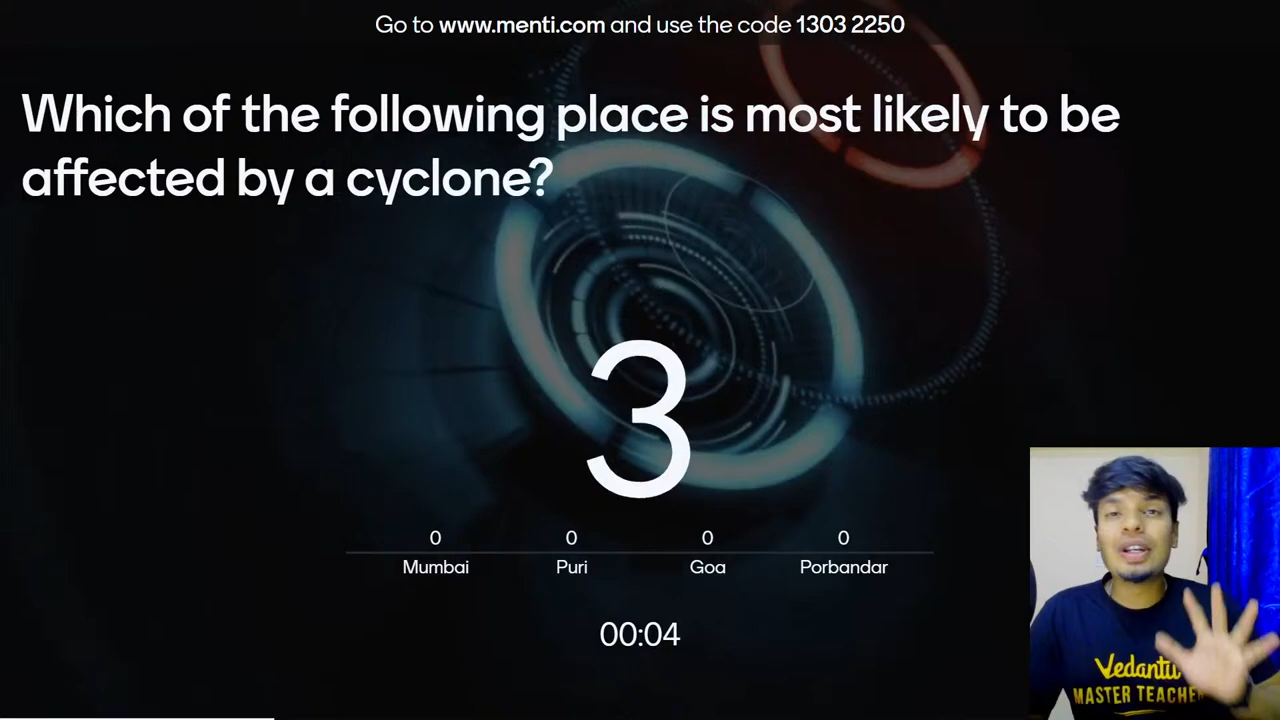 Go to www.menti.com and use the code 1303 2250
Which of the following place is most likely to be
affected by a cyclone?
3
0 0 0 0
Mumbai Puri Goa Porbandar
00:04
Vedantu
MASTER TEACHER